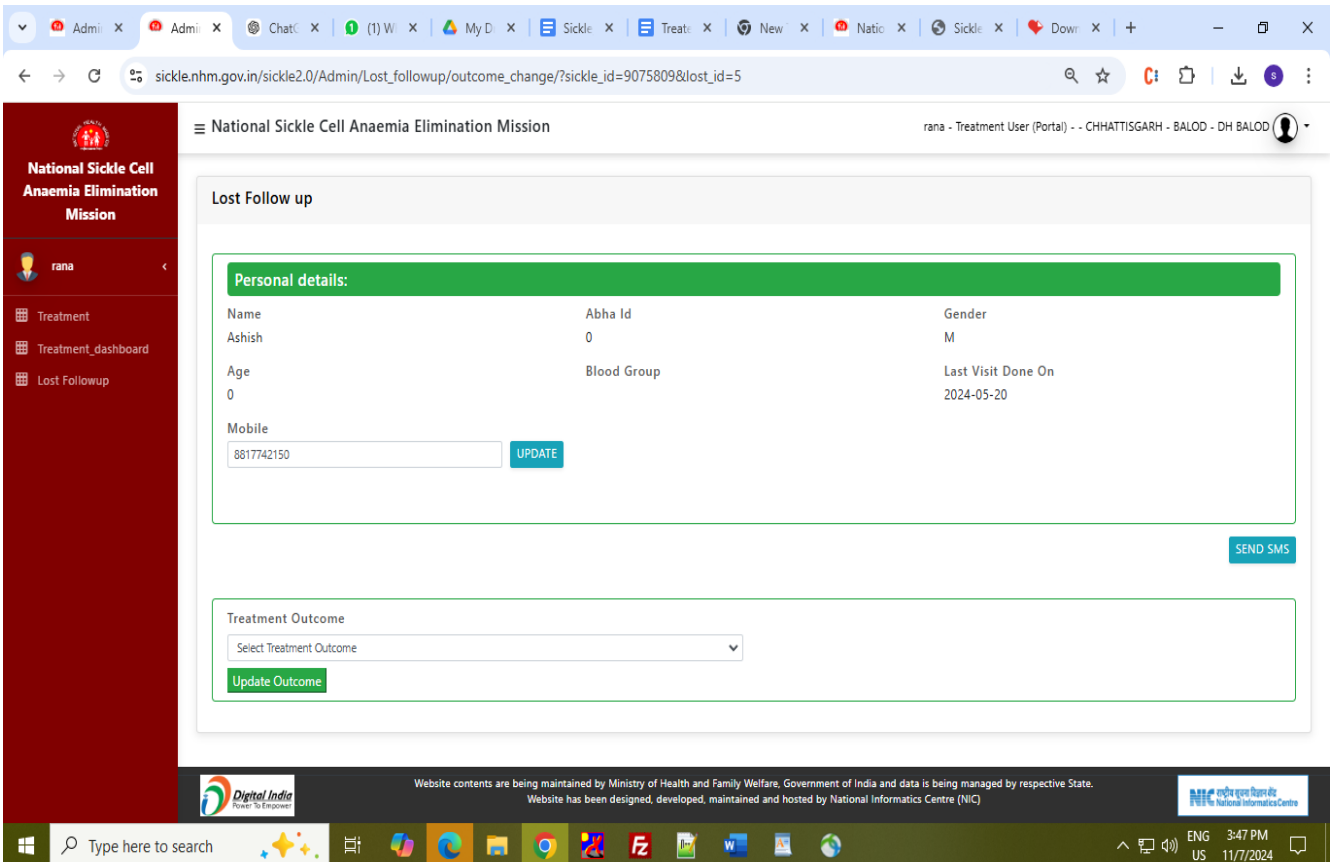 Admi
Admi
ChatG
(1) W
My D
Sickle
Treate
New
Natio
Sickle
Down
sickle.nhm.gov.in/sickle2.0/Admin/Lost_followup/outcome_change/?sickle_id=9075809&lost_id=5
National Sickle Cell Anaemia Elimination Mission
rana - Treatment User (Portal) - - CHHATTISGARH - BALOD - DH BALOD
National Sickle Cell
Anaemia Elimination
Mission
rana
Treatment
Treatment_dashboard
Lost Followup
Lost Follow up
Personal details:
Name
Abha Id
Gender
Ashish
0
M
Age
Blood Group
Last Visit Done On
0
2024-05-20
Mobile
8817742150
UPDATE
SEND SMS
Treatment Outcome
Select Treatment Outcome
Update Outcome
Digital India
Power To Empower
Website contents are being maintained by Ministry of Health and Family Welfare, Government of India and data is being managed by respective State.
Website has been designed, developed, maintained and hosted by National Informatics Centre (NIC)
NIC
राष्ट्रीय सूचना विज्ञान केंद्र
National Informatics Centre
Type here to search
ENG
US
3:47 PM
11/7/2024